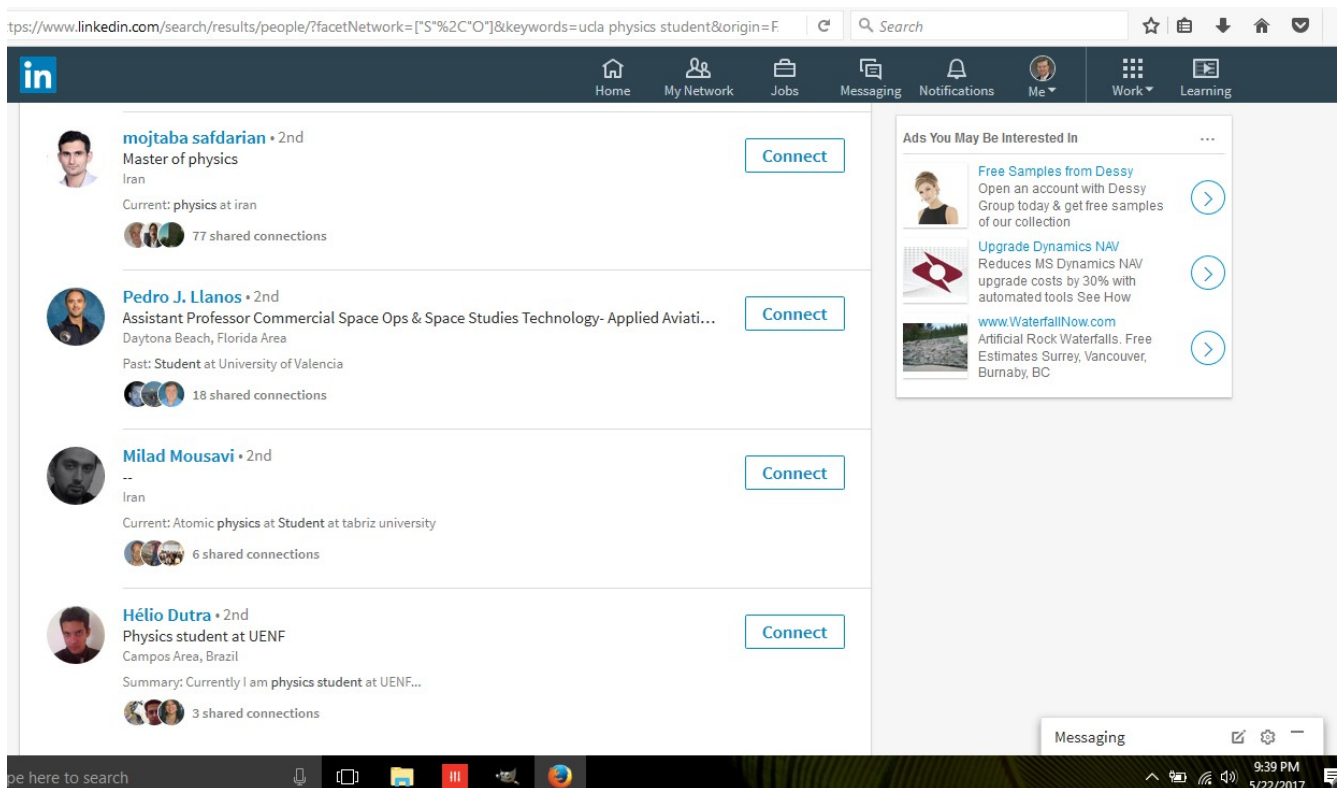 tps://www.linkedin.com/search/results/people/?facetNetwork=["S"%2C"O"]&keywords=ucla physics student&origin=F
Search
in
Home
My Network
Jobs
Messaging
Notifications
Me
Work
Learning
mojtaba safdarian • 2nd
Master of physics
Iran
Current: physics at iran
77 shared connections
Connect
Pedro J. Llanos • 2nd
Assistant Professor Commercial Space Ops & Space Studies Technology- Applied Aviati...
Daytona Beach, Florida Area
Past: Student at University of Valencia
18 shared connections
Connect
Milad Mousavi • 2nd
--
Iran
Current: Atomic physics at Student at tabriz university
6 shared connections
Connect
Hélio Dutra • 2nd
Physics student at UENF
Campos Area, Brazil
Summary: Currently I am physics student at UENF...
3 shared connections
Connect
Ads You May Be Interested In
...
Free Samples from Dessy
Open an account with Dessy
Group today & get free samples
of our collection
Upgrade Dynamics NAV
Reduces MS Dynamics NAV
upgrade costs by 30% with
automated tools See How
www.WaterfallNow.com
Artificial Rock Waterfalls. Free
Estimates Surrey, Vancouver,
Burnaby, BC
Messaging
pe here to search
9:39 PM
5/22/2017